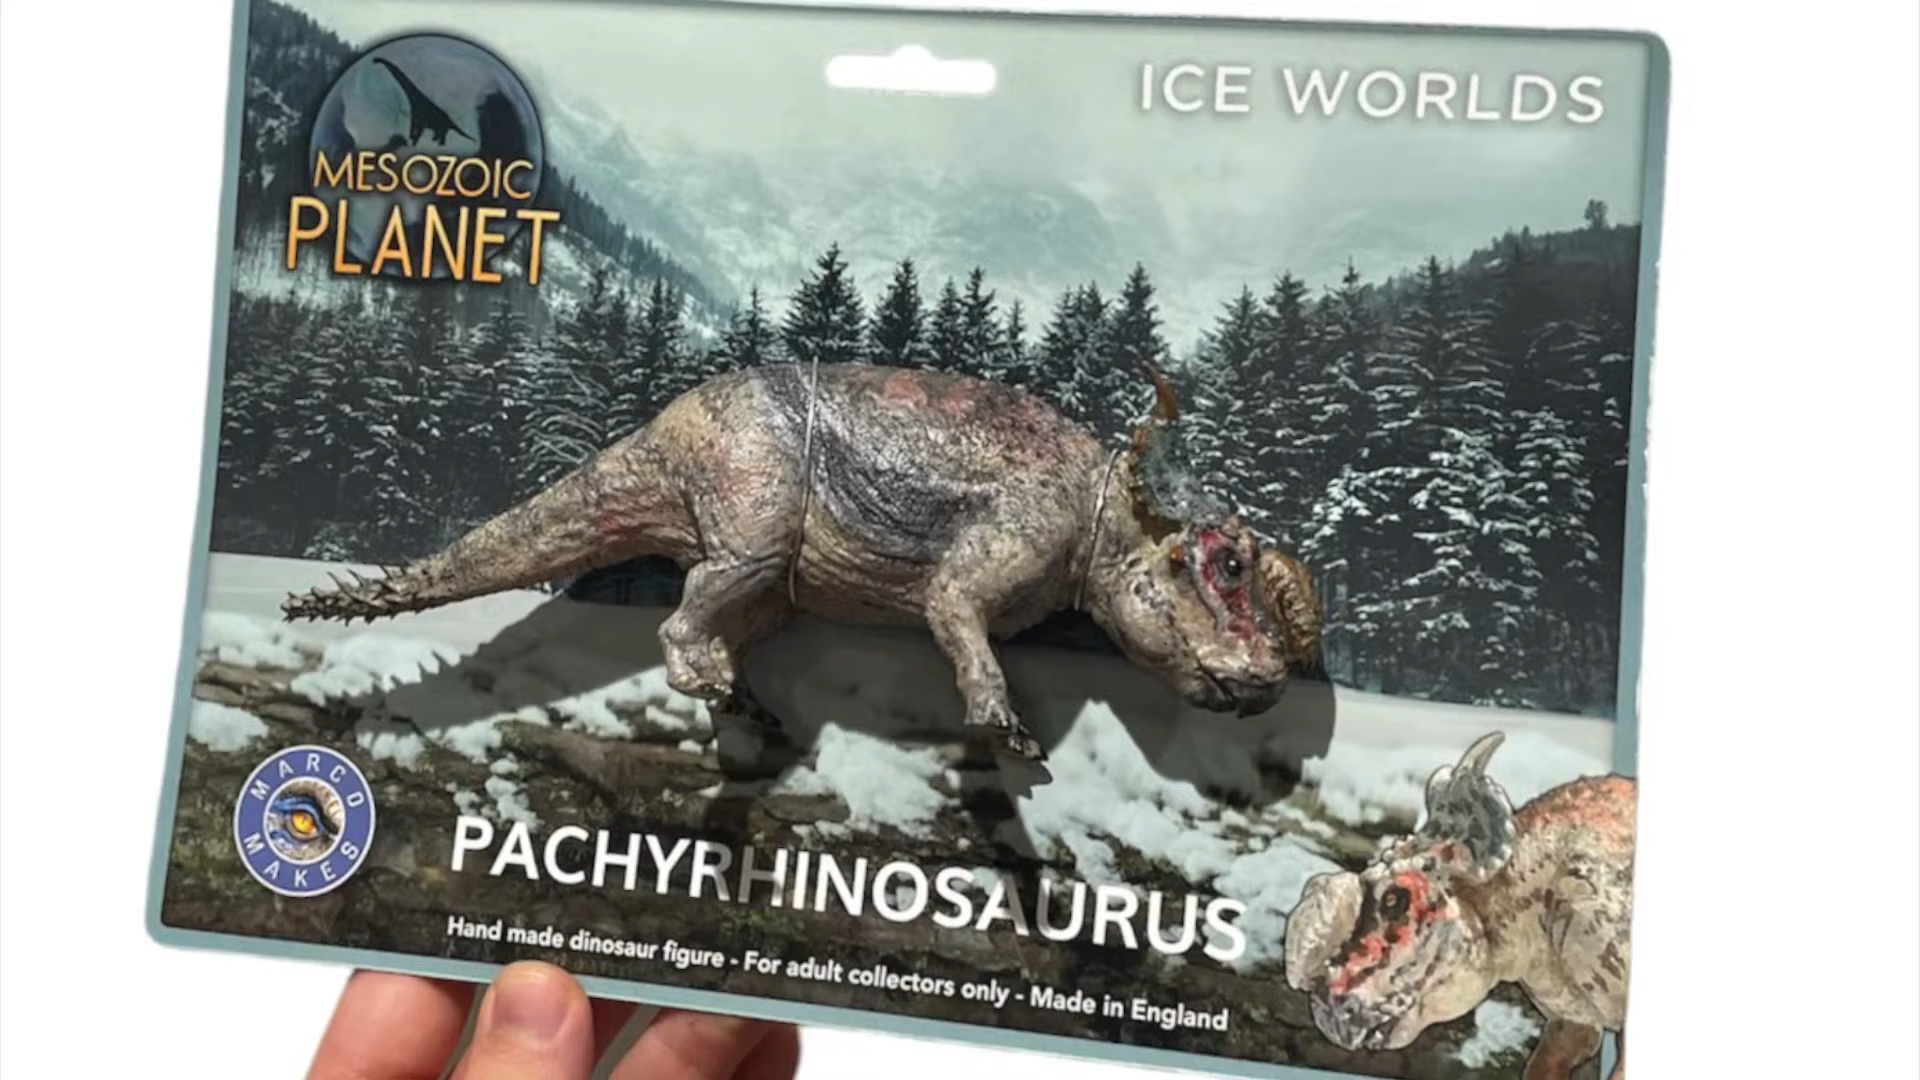 MESOZOIC
PLANET
ICE WORLDS
MARCO
MAKES
PACHYRHINOSAURUS
Hand made dinosaur figure - For adult collectors only - Made in England